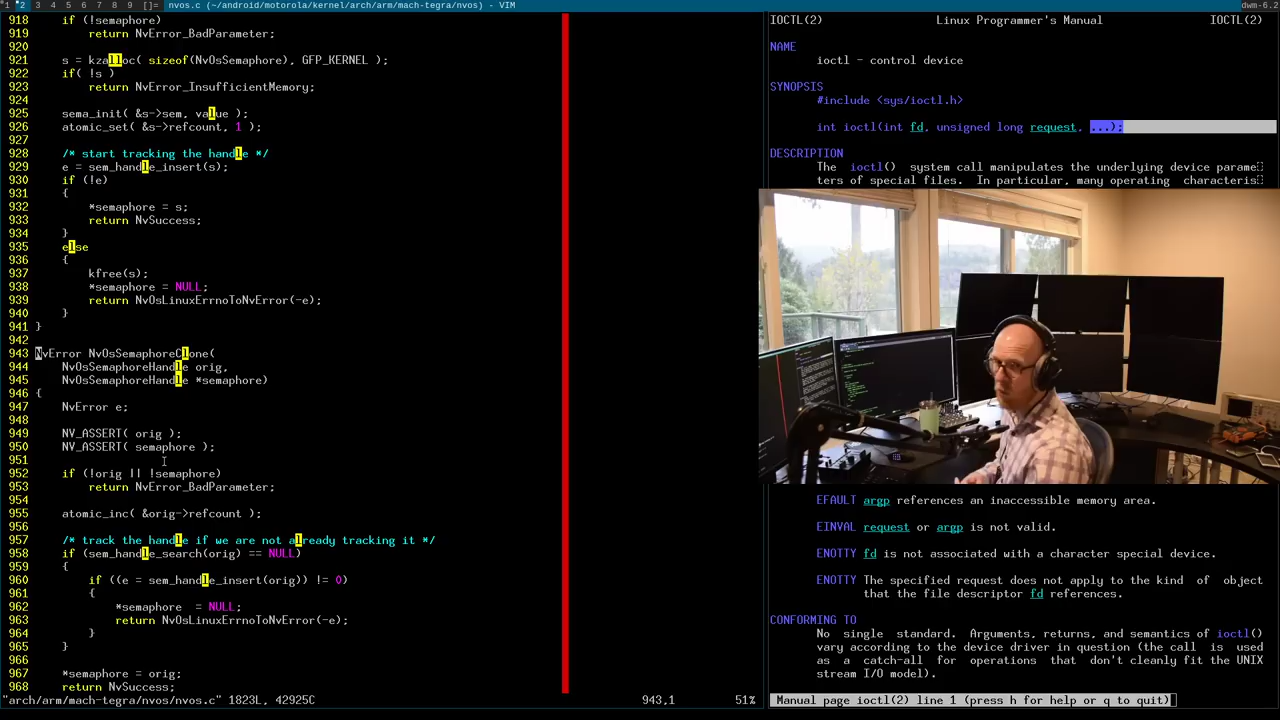 1 2 3 4 5 6 7 8 9 []= nvos.c (~/android/motorola/kernel/arch/arm/mach-tegra/nvos) - VIM dwm-6.2
918 if (!semaphore)
919 return NvError_BadParameter;
920
921 s = kzalloc( sizeof(NvOsSemaphore), GFP_KERNEL );
922 if( !s )
923 return NvError_InsufficientMemory;
924
925 sema_init( &s->sem, value );
926 atomic_set( &s->refcount, 1 );
927
928 /* start tracking the handle */
929 e = sem_handle_insert(s);
930 if (!e)
931 {
932 *semaphore = s;
933 return NvSuccess;
934 }
935 else
936 {
937 kfree(s);
938 *semaphore = NULL;
939 return NvOsLinuxErrnoToNvError(-e);
940 }
941 }
942
943 NvError NvOsSemaphoreClone(
944 NvOsSemaphoreHandle orig,
945 NvOsSemaphoreHandle *semaphore)
946 {
947 NvError e;
948
949 NV_ASSERT( orig );
950 NV_ASSERT( semaphore );
951
952 if (!orig || !semaphore)
953 return NvError_BadParameter;
954
955 atomic_inc( &orig->refcount );
956
957 /* track the handle if we are not already tracking it */
958 if (sem_handle_search(orig) == NULL)
959 {
960 if ((e = sem_handle_insert(orig)) != 0)
961 {
962 *semaphore = NULL;
963 return NvOsLinuxErrnoToNvError(-e);
964 }
965 }
966
967 *semaphore = orig;
968 return NvSuccess;
"arch/arm/mach-tegra/nvos/nvos.c" 1823L, 42925C 943,1 51%
IOCTL(2) Linux Programmer's Manual IOCTL(2)
NAME
ioctl - control device
SYNOPSIS
#include <sys/ioctl.h>
int ioctl(int fd, unsigned long request, ...);
DESCRIPTION
The ioctl() system call manipulates the underlying device parame‐
ters of special files. In particular, many operating characteris‐
EFAULT argp references an inaccessible memory area.
EINVAL request or argp is not valid.
ENOTTY fd is not associated with a character special device.
ENOTTY The specified request does not apply to the kind of object
that the file descriptor fd references.
CONFORMING TO
No single standard. Arguments, returns, and semantics of ioctl()
vary according to the device driver in question (the call is used
as a catch-all for operations that don't cleanly fit the UNIX
stream I/O model).
Manual page ioctl(2) line 1 (press h for help or q to quit)